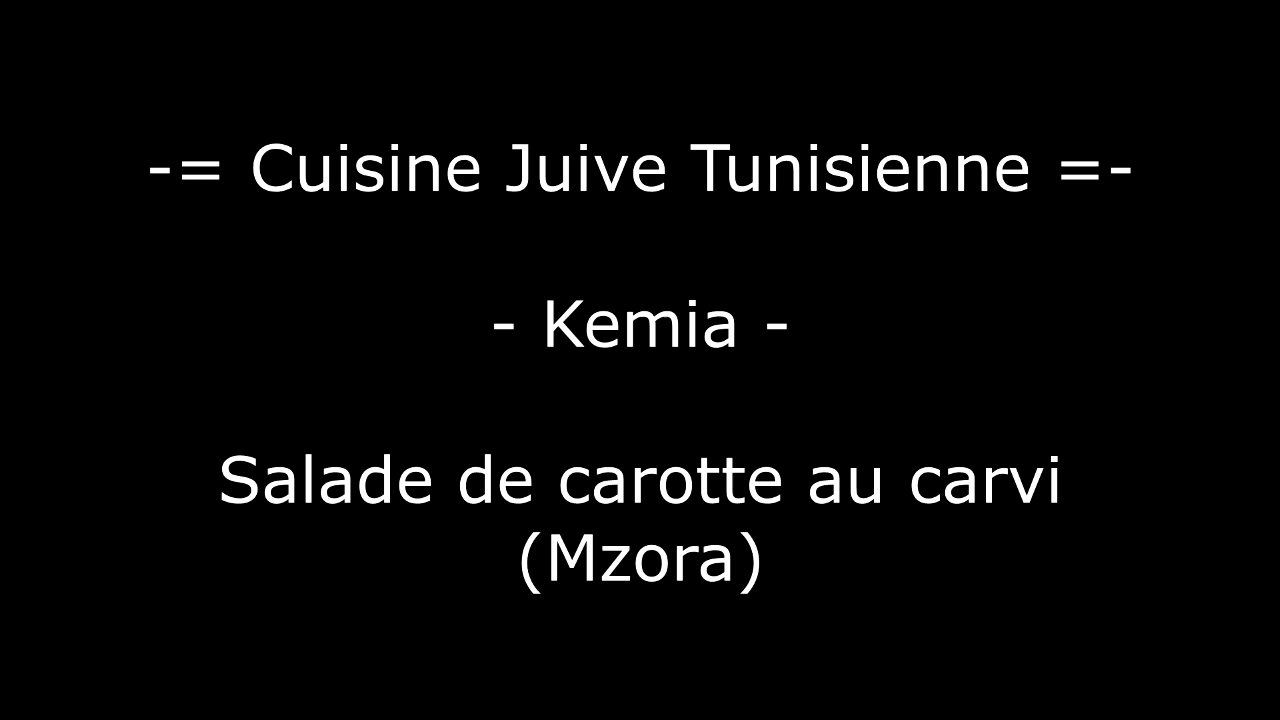 -= Cuisine Juive Tunisienne =-
- Kemia -
Salade de carotte au carvi
(Mzora)